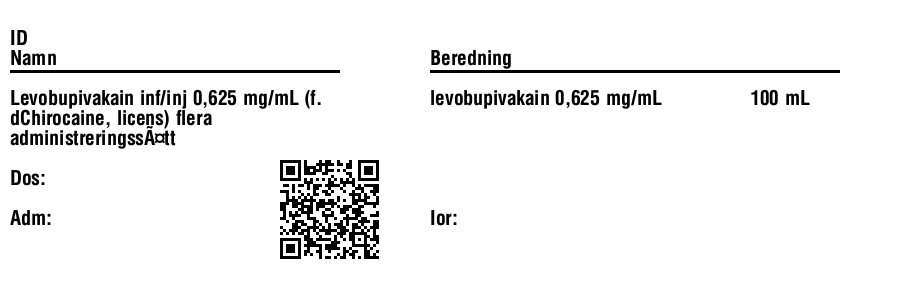 ID
Namn
Beredning
Levobupivakain inf/inj 0,625 mg/mL (f.
dChirocaine, licens) flera
administreringssÃ¤tt
levobupivakain 0,625 mg/mL 100 mL
Dos:
Adm:
Ior: